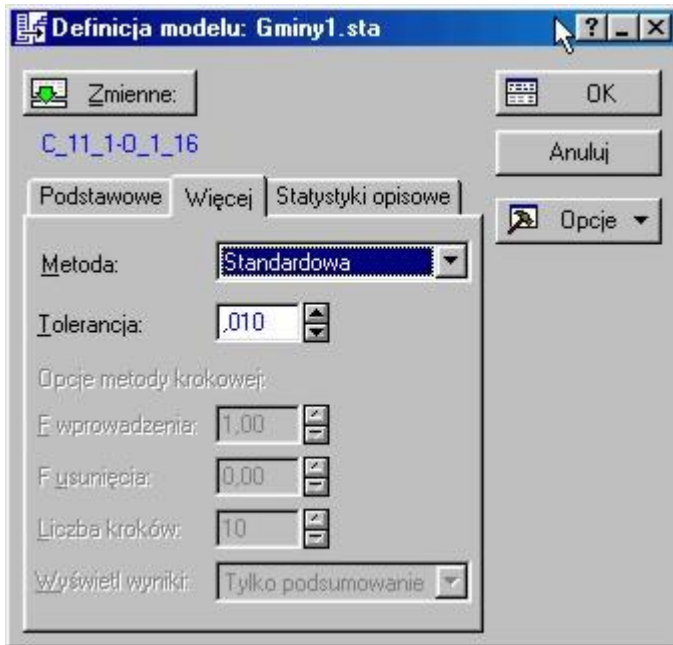 Definicja modelu: Gminy1.sta
Zmienne:
OK
C_11_1-O_1_16
Anuluj
Podstawowe Więcej Statystyki opisowe
Opcje
Metoda: Standardowa
Tolerancja: ,010
Opcje metody krokowej:
F wprowadzenia: 1,00
F usunięcia: 0,00
Liczba kroków: 10
Wyświetl wyniki: Tylko podsumowanie